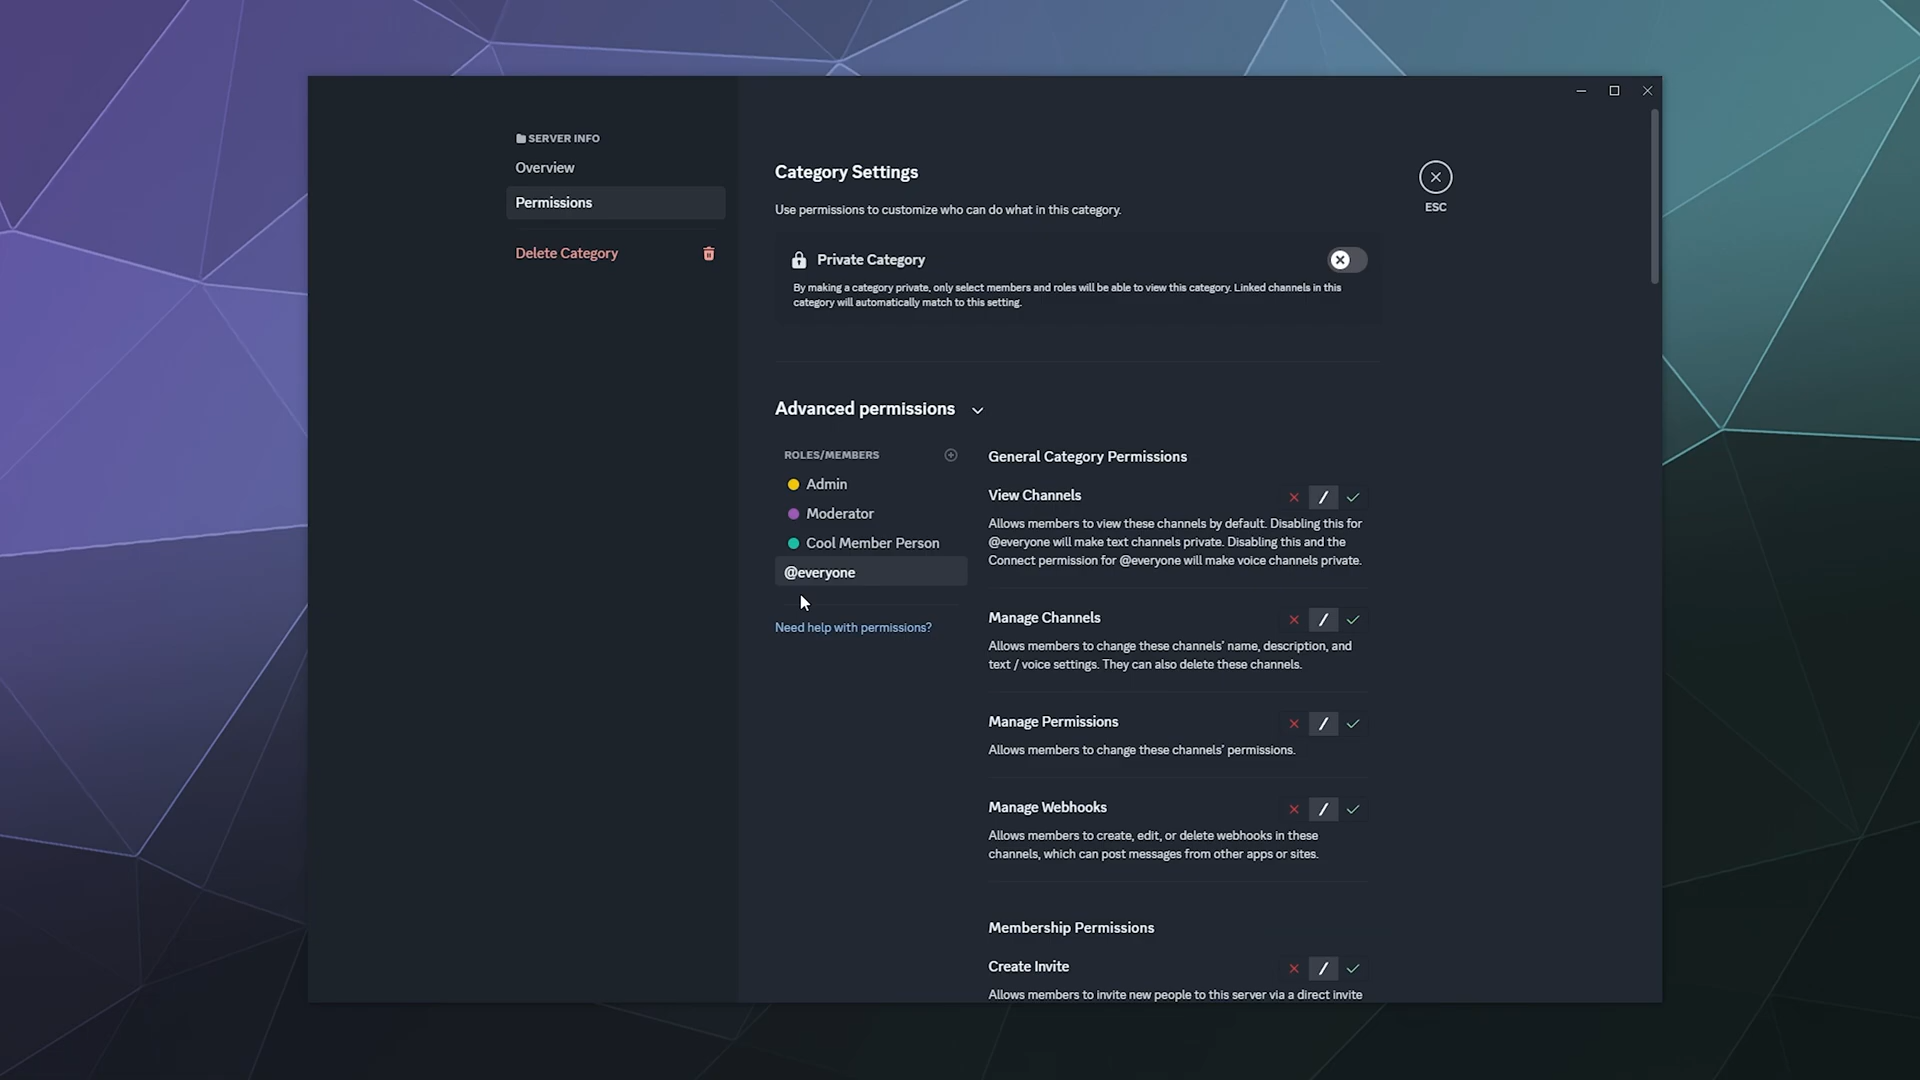 SERVER INFO
Overview
Permissions
Delete Category
Category Settings
Use permissions to customize who can do what in this category.
ESC
Private Category
By making a category private, only select members and roles will be able to view this category. Linked channels in this
category will automatically match to this setting.
Advanced permissions
ROLES/MEMBERS
Admin
Moderator
Cool Member Person
@everyone
Need help with permissions?
General Category Permissions
View Channels
Allows members to view these channels by default. Disabling this for
@everyone will make text channels private. Disabling this and the
Connect permission for @everyone will make voice channels private.
Manage Channels
Allows members to change these channels' name, description, and
text / voice settings. They can also delete these channels.
Manage Permissions
Allows members to change these channels' permissions.
Manage Webhooks
Allows members to create, edit, or delete webhooks in these
channels, which can post messages from other apps or sites.
Membership Permissions
Create Invite
Allows members to invite new people to this server via a direct invite